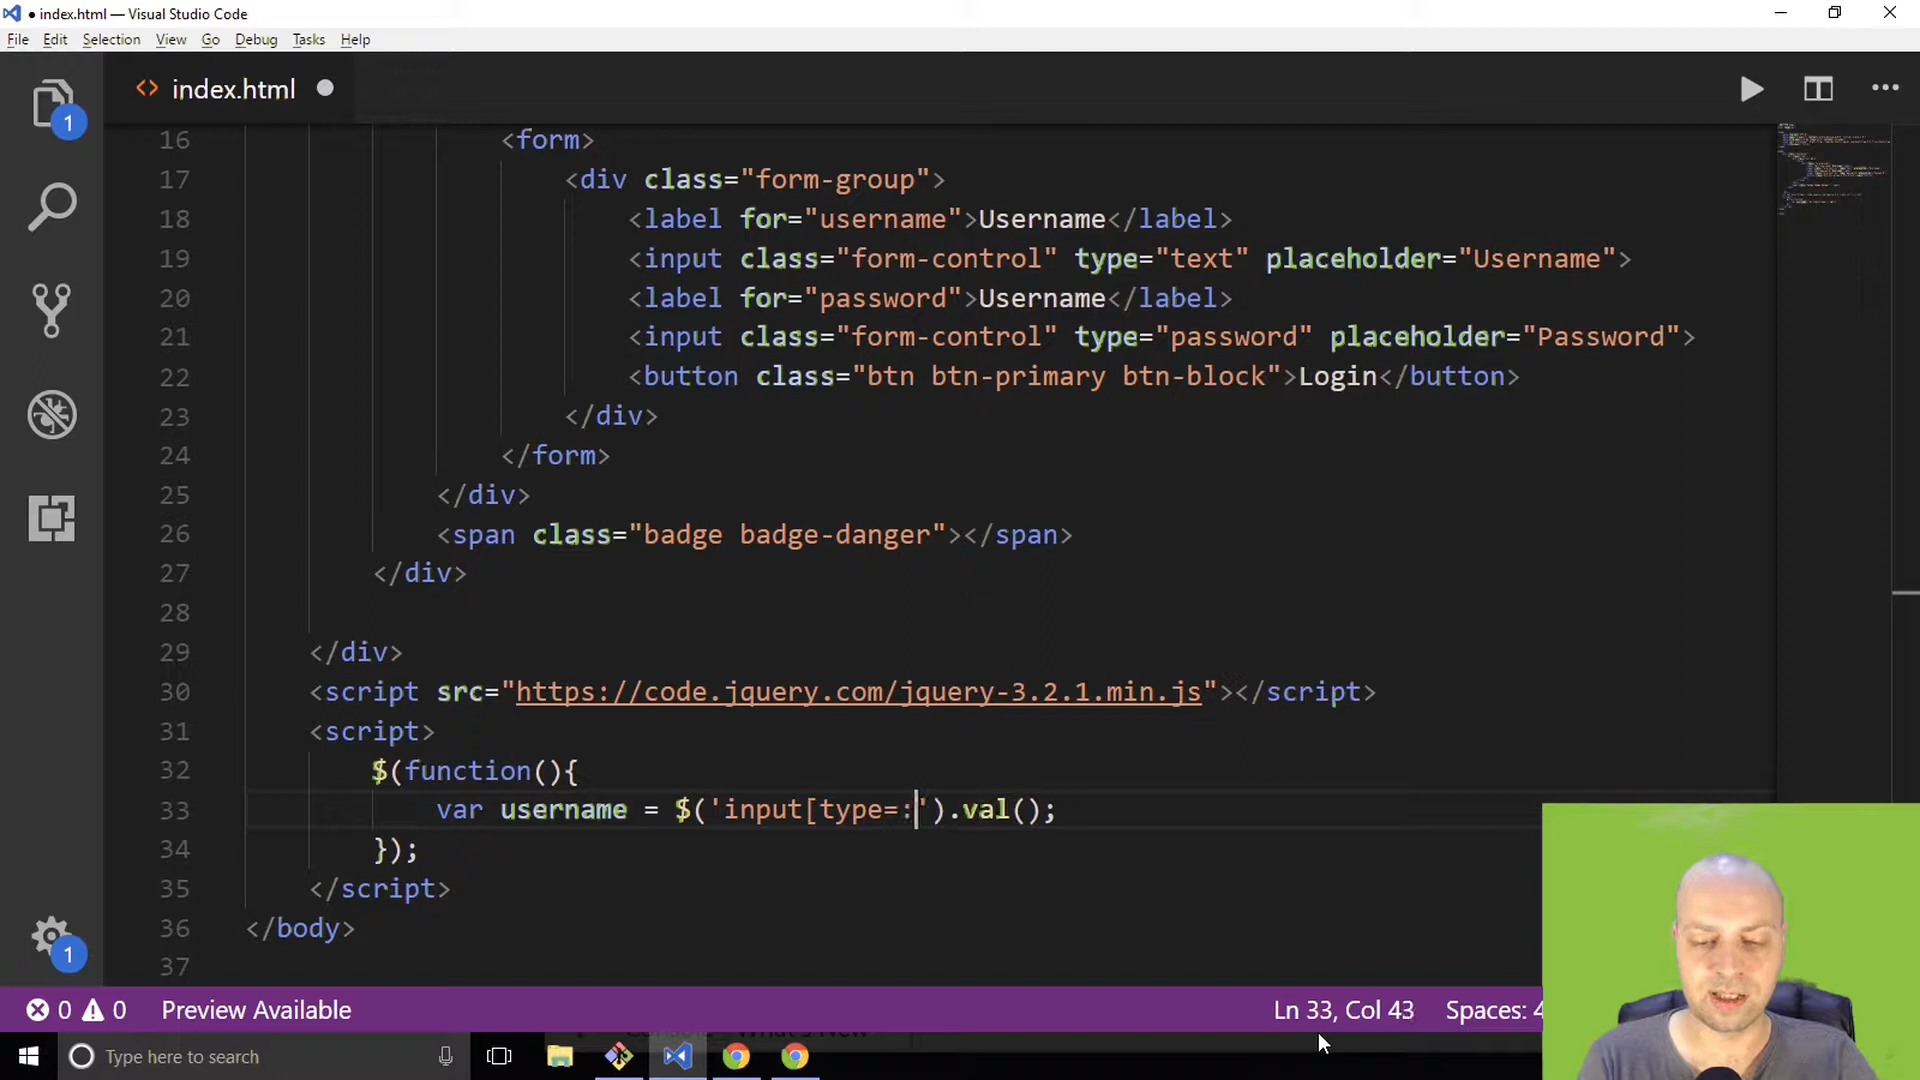 ● index.html — Visual Studio Code
File Edit Selection View Go Debug Tasks Help
1
<> index.html
16 <form>
17 <div class="form-group">
18 <label for="username">Username</label>
19 <input class="form-control" type="text" placeholder="Username">
20 <label for="password">Username</label>
21 <input class="form-control" type="password" placeholder="Password">
22 <button class="btn btn-primary btn-block">Login</button>
23 </div>
24 </form>
25 </div>
26 <span class="badge badge-danger"></span>
27 </div>
28
29 </div>
30 <script src="https://code.jquery.com/jquery-3.2.1.min.js"></script>
31 <script>
32 $(function(){
33 var username = $('input[type=:').val();
34 });
35 </script>
36 </body>
37
1
0 0 Preview Available Ln 33, Col 43 Spaces: 4
Type here to search